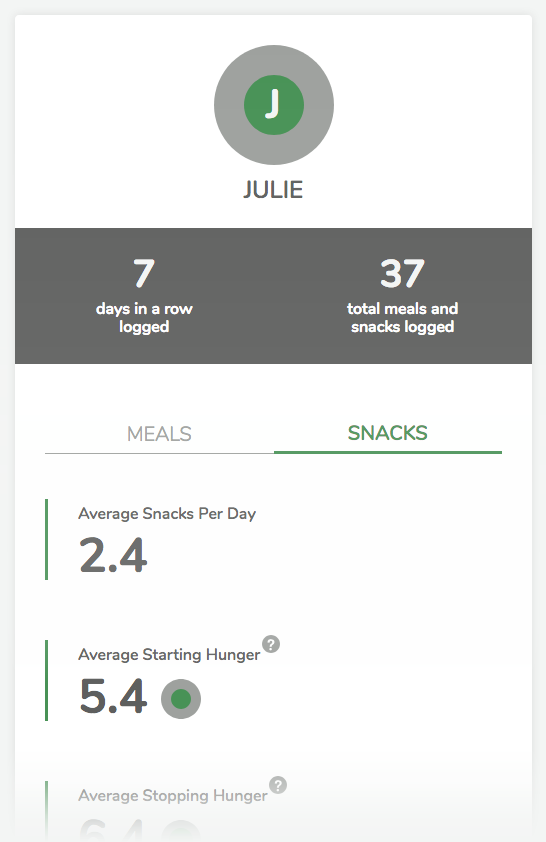 J
JULIE
7
days in a row
logged
37
total meals and
snacks logged
MEALS
SNACKS
Average Snacks Per Day
2.4
Average Starting Hunger ?
5.4
Average Stopping Hunger ?